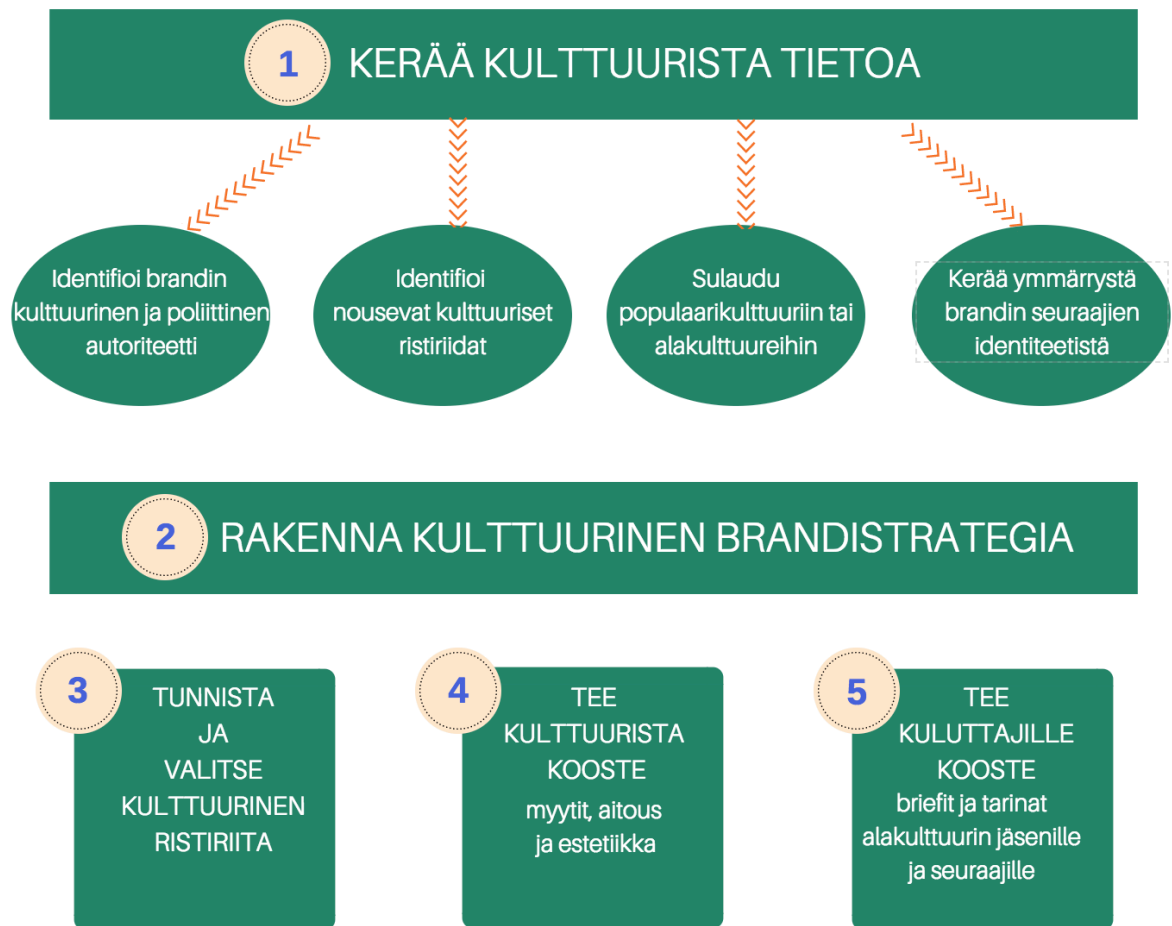 1 KERÄÄ KULTTUURISTA TIETOA
Identifioi brandin
kulttuurinen ja poliittinen
autoriteetti
Identifioi
nousevat kulttuuriset
ristiriidat
Sulaudu
populaarikulttuuriin tai
alakulttuureihin
Kerää ymmärrystä
brandin seuraajien
identiteetistä
2 RAKENNA KULTTUURINEN BRANDISTRATEGIA
3
TUNNISTA
JA
VALITSE
KULTTUURINEN
RISTIRIITA
4
TEE
KULTTUURISTA
KOOSTE
myytit, aitous
ja estetiikka
5
TEE
KULUTTAJILLE
KOOSTE
briefit ja tarinat
alakulttuurin jäsenille
ja seuraajille